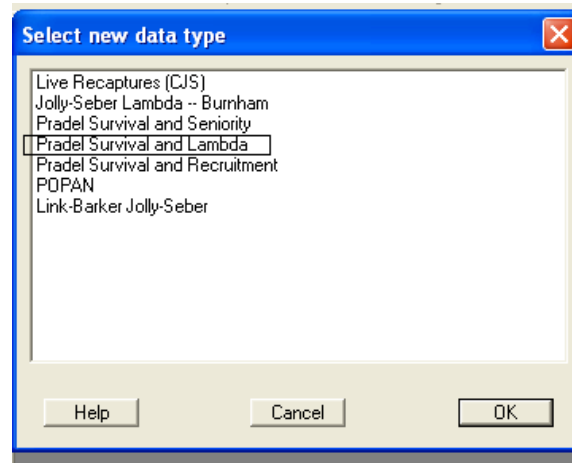 Select new data type
Live Recaptures (CJS)
Jolly-Seber Lambda -- Burnham
Pradel Survival and Seniority
Pradel Survival and Lambda
Pradel Survival and Recruitment
POPAN
Link-Barker Jolly-Seber
Help Cancel OK